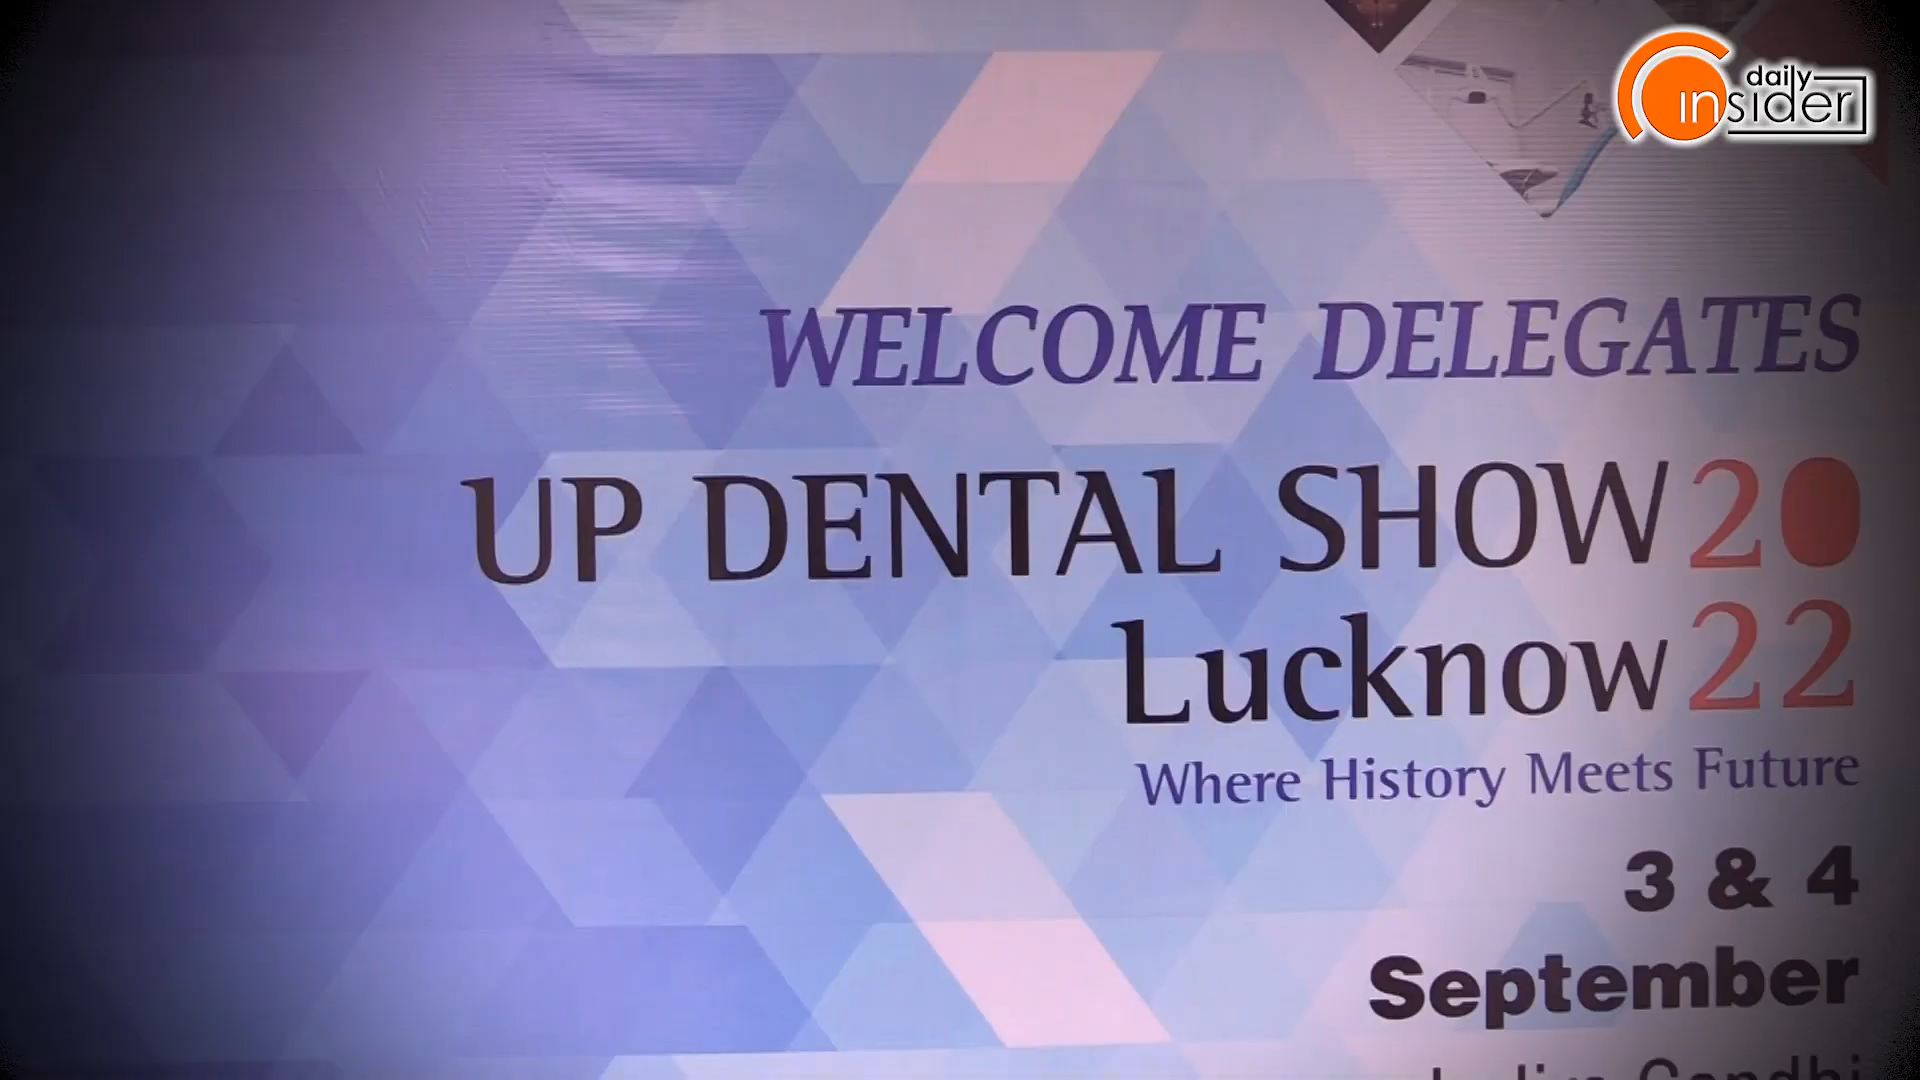 daily
insider
WELCOME DELEGATES
UP DENTAL SHOW 20
Lucknow 22
Where History Meets Future
3 & 4
September